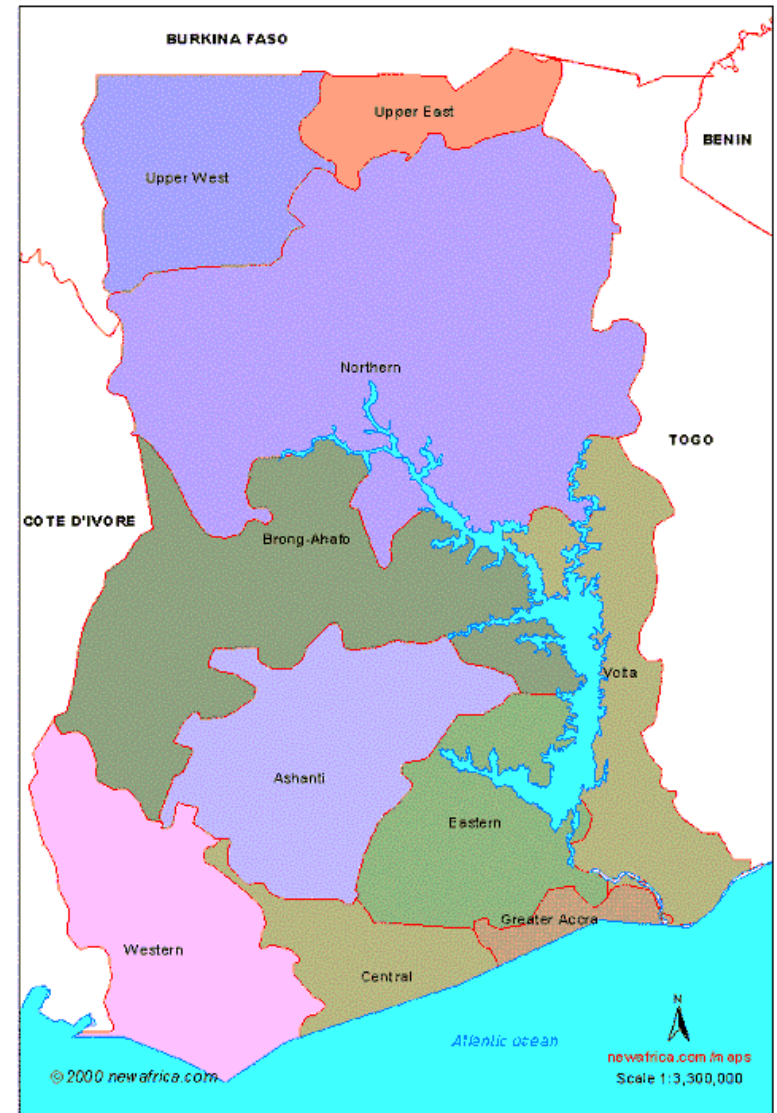 BURKINA FASO
Upper East
BENIN
Upper West
Northern
TOGO
COTE D'IVORE
Brong-Ahafo
Volta
Ashanti
Eastern
Greater Accra
Western
Central
N
Atlantic ocean
newafrica.com/maps
© 2000 newafrica.com
Scale 1:3,300,000